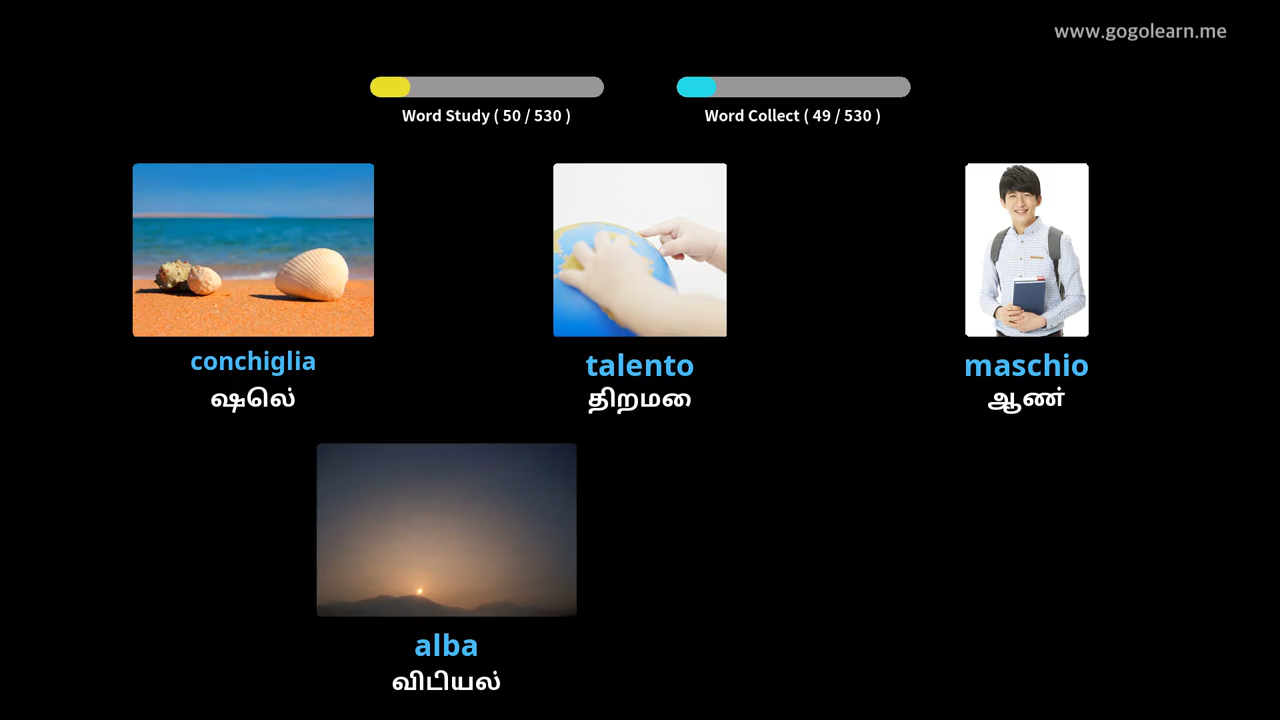 www.gogolearn.me
Word Study ( 50 / 530 )
Word Collect ( 49 / 530 )
conchiglia
talento
maschio
ஷெல்
திறமை
ஆண்
alba
விடியல்